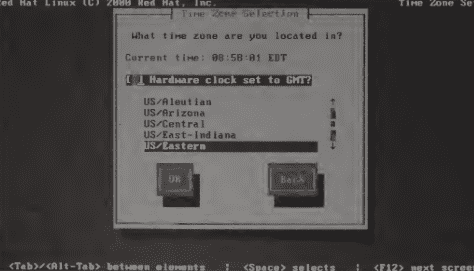 ed Hat Linux (C) 2000 Red Hat, Inc. Time Zone Se
Time Zone Selection
What time zone are you located in?
Current time: 08:58:01 EDT
[ ] Hardware clock set to GMT?
US/Aleutian
US/Arizona
US/Central
US/East-Indiana
US/Eastern
OK Back
<Tab>/<Alt-Tab> between elements | <Space> selects | <F12> next scree